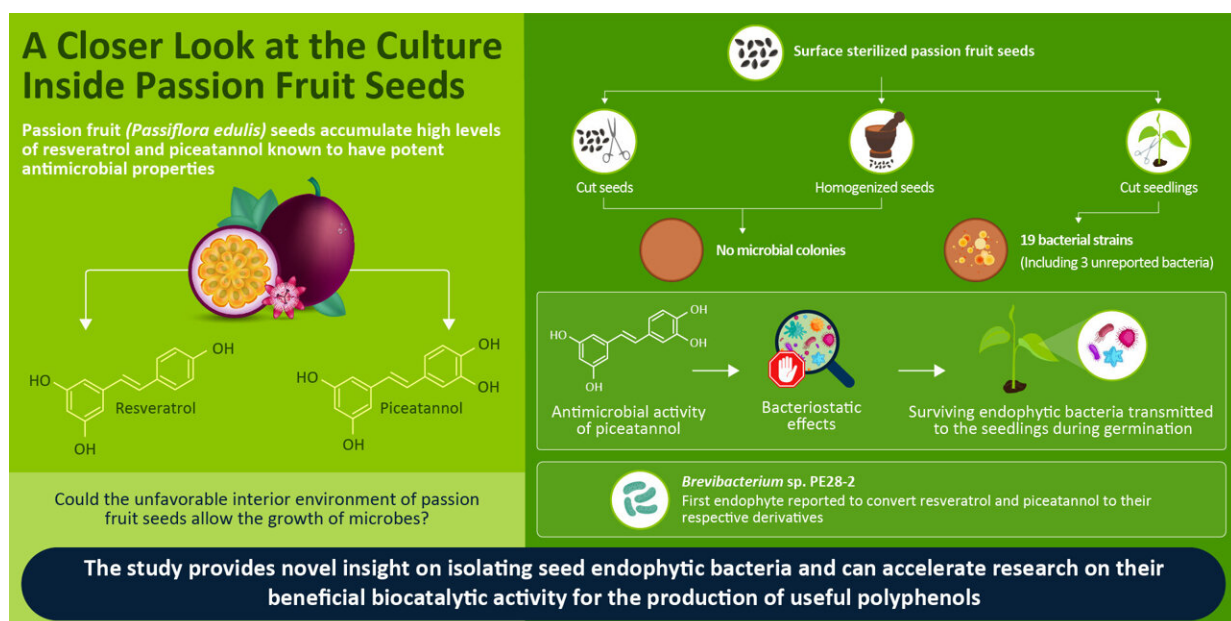 A Closer Look at the Culture
Inside Passion Fruit Seeds
Passion fruit (Passiflora edulis) seeds accumulate high levels
of resveratrol and piceatannol known to have potent
antimicrobial properties
OH
HO
Resveratrol
OH
OH
HO
OH
Piceatannol
OH
Could the unfavorable interior environment of passion
fruit seeds allow the growth of microbes?
Surface sterilized passion fruit seeds
Cut seeds
Homogenized seeds
Cut seedlings
No microbial colonies
19 bacterial strains
(Including 3 unreported bacteria)
OH
HO
OH
OH
Antimicrobial activity
of piceatannol
Bacteriostatic
effects
Surviving endophytic bacteria transmitted
to the seedlings during germination
Brevibacterium sp. PE28-2
First endophyte reported to convert resveratrol and piceatannol to their
respective derivatives
The study provides novel insight on isolating seed endophytic bacteria and can accelerate research on their
beneficial biocatalytic activity for the production of useful polyphenols